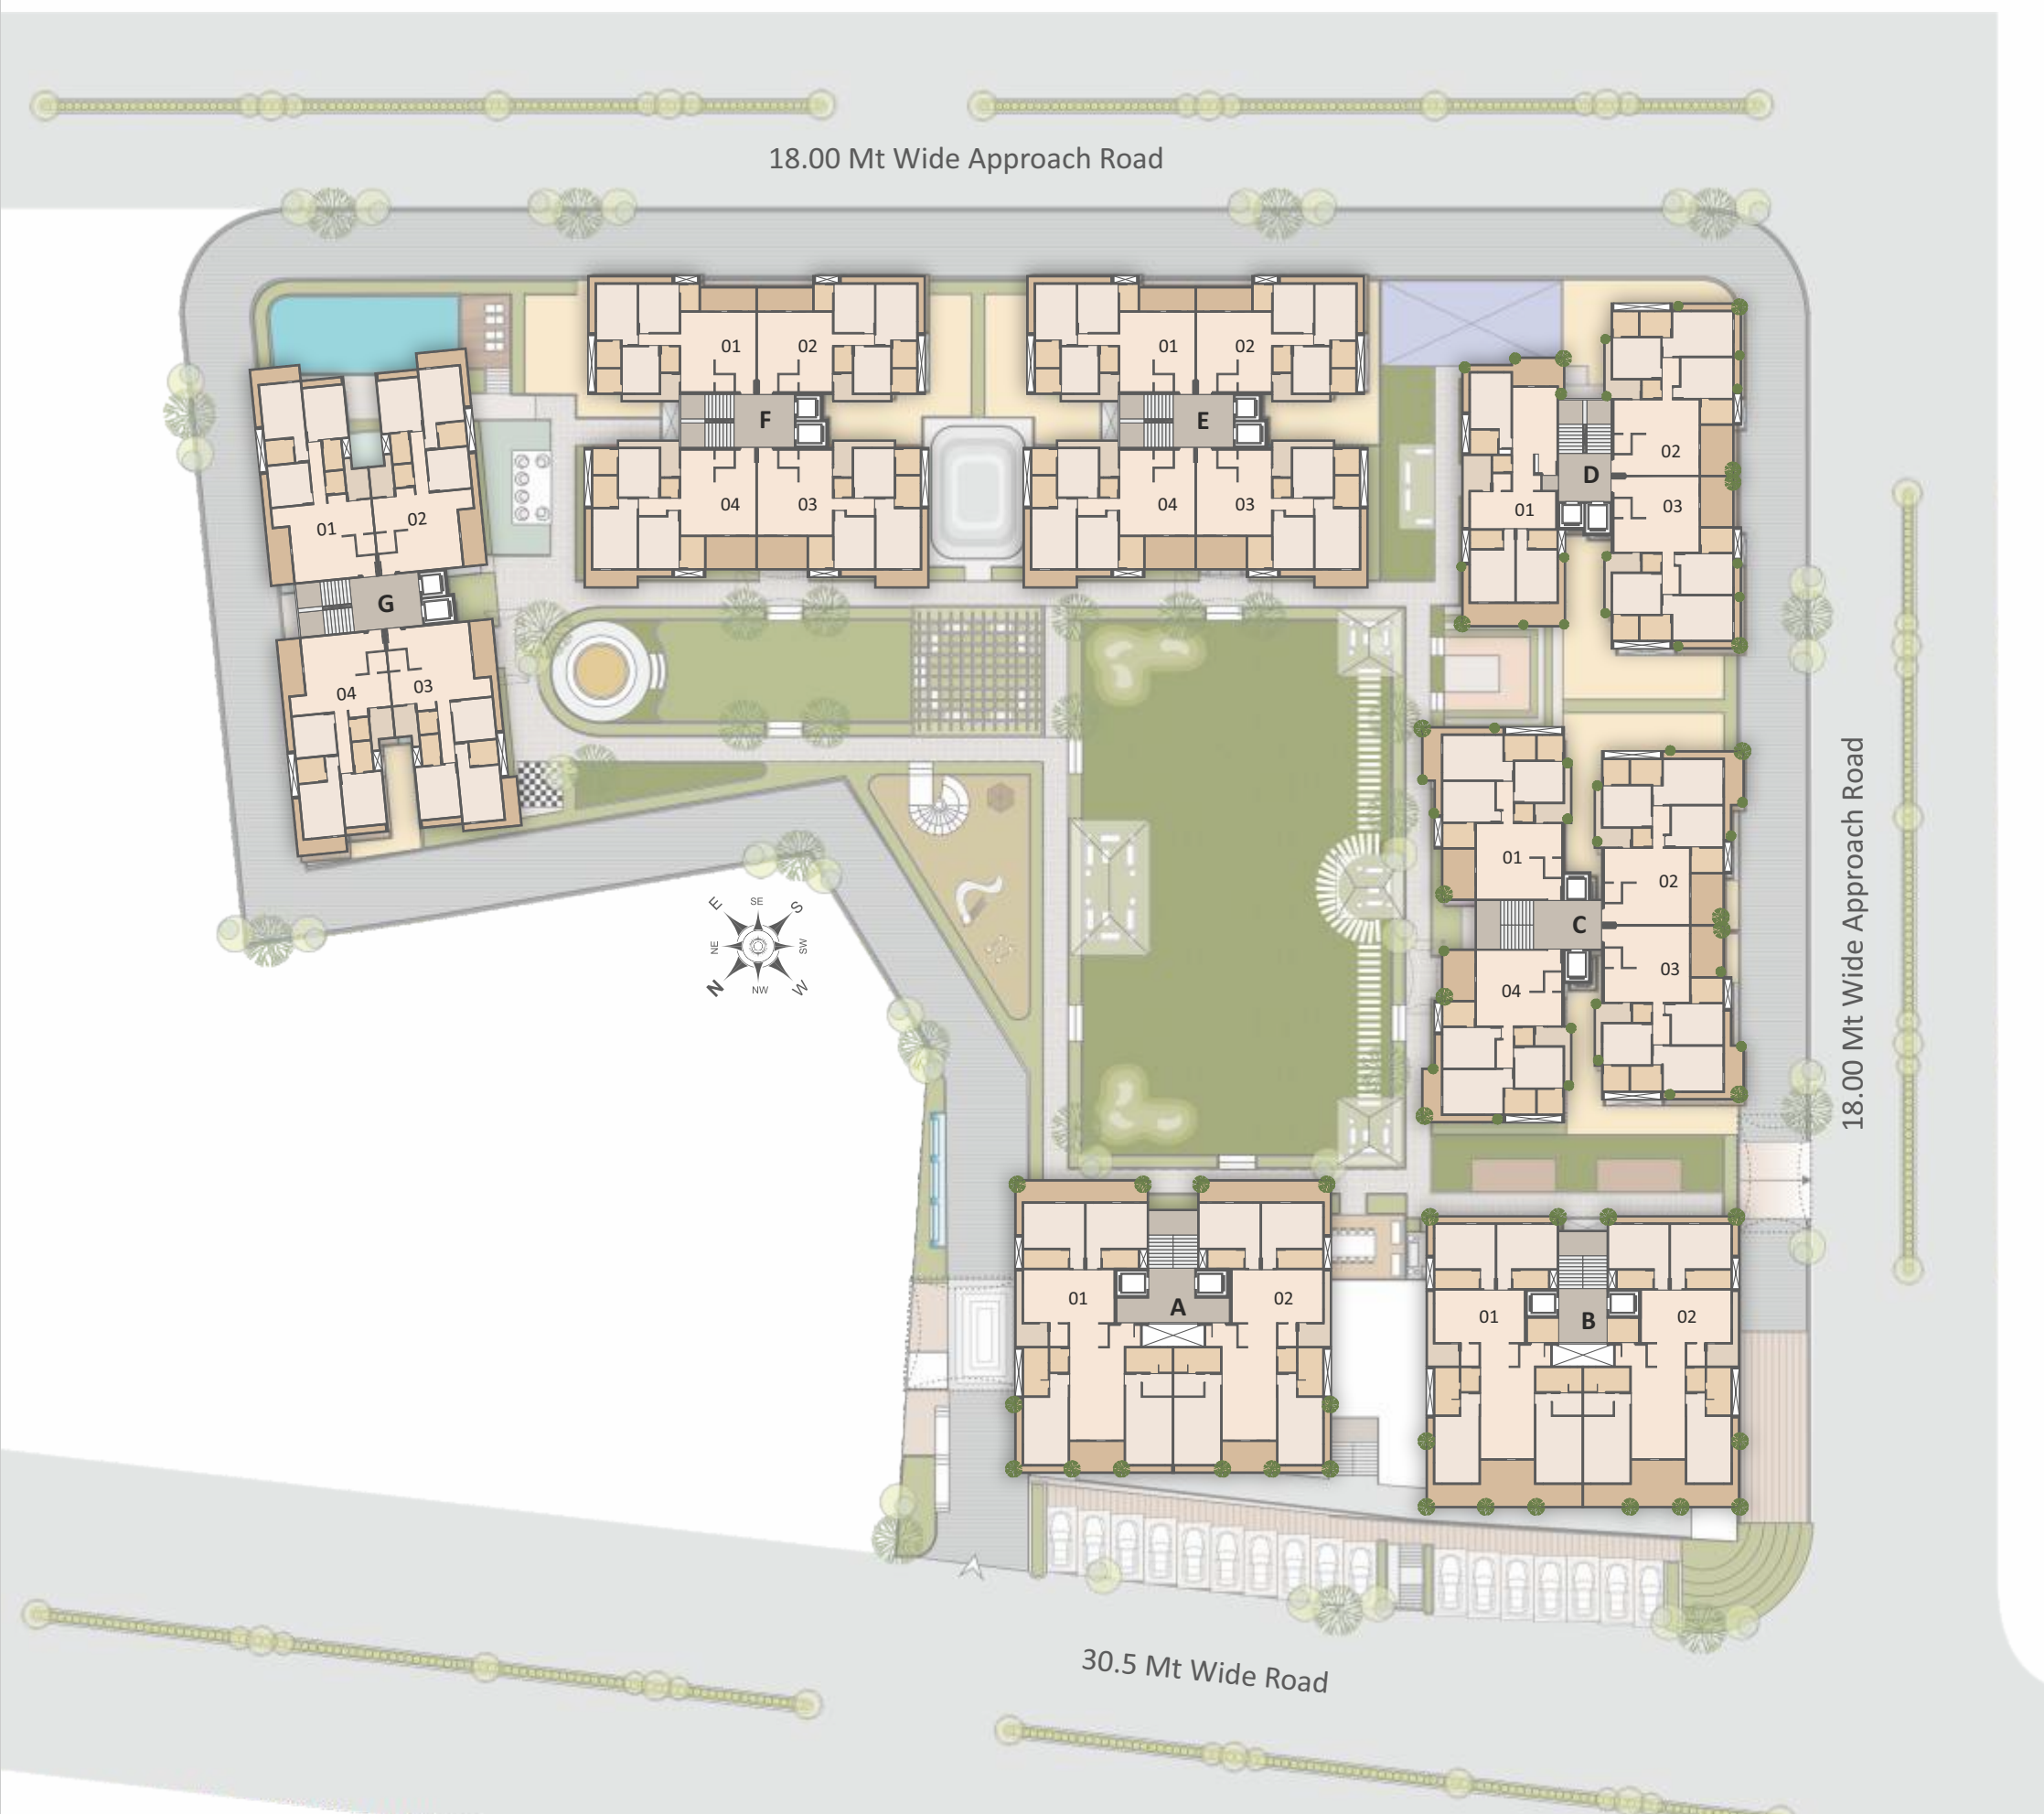 18.00 Mt Wide Approach Road
01 02
F
04 03
01 02
E
04 03
02
D
03
01
01 02
G
04 03
01
02
C
03
04
18.00 Mt Wide Approach Road
E SE S
NE SW
N NW W
01 A 02
01 B 02
30.5 Mt Wide Road